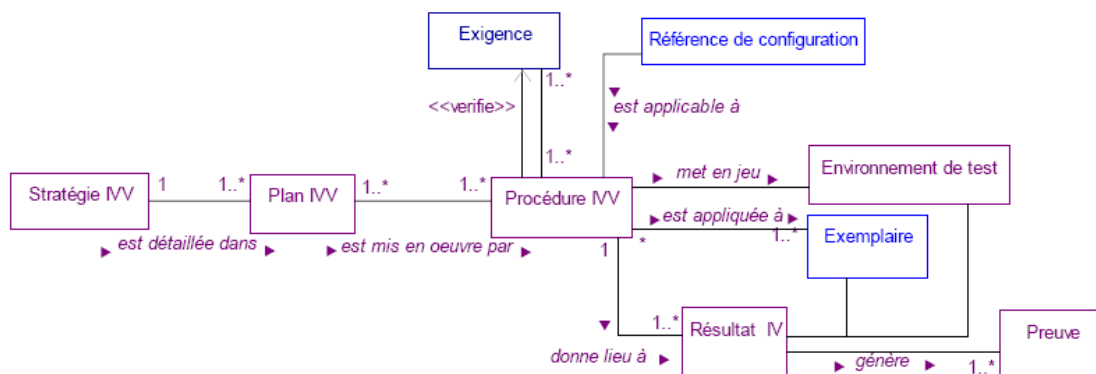 Exigence
Référence de configuration
1..*
<<verifie>>
est applicable à
1..*
met en jeu
Environnement de test
Stratégie IVV
1
1..*
Plan IVV
1..*
1..*
Procédure IVV
est appliquée à
Exemplaire
est détaillée dans
est mis en oeuvre par
1
*
1..*
1..*
Résultat IV
Preuve
donne lieu à
génère
1..*